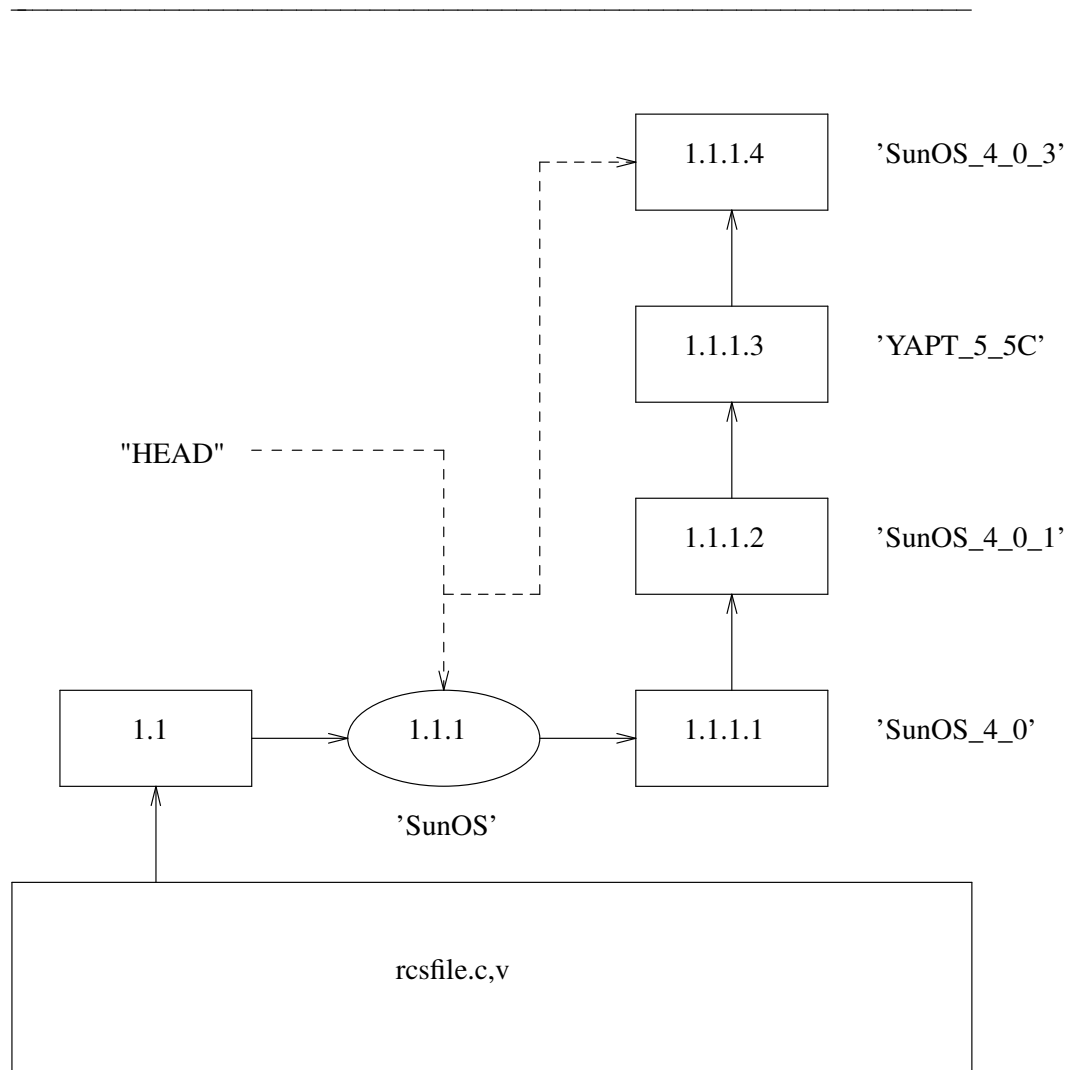 1.1.1.4 ’SunOS_4_0_3’
1.1.1.3 ’YAPT_5_5C’
"HEAD"
1.1.1.2 ’SunOS_4_0_1’
1.1 1.1.1 1.1.1.1 ’SunOS_4_0’
’SunOS’
rcsfile.c,v